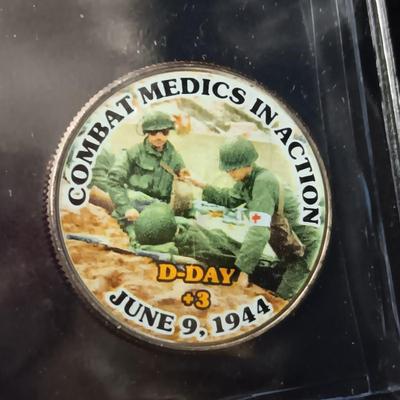 COMBAT MEDICS IN ACTION
D-DAY
+3
JUNE 9, 1944